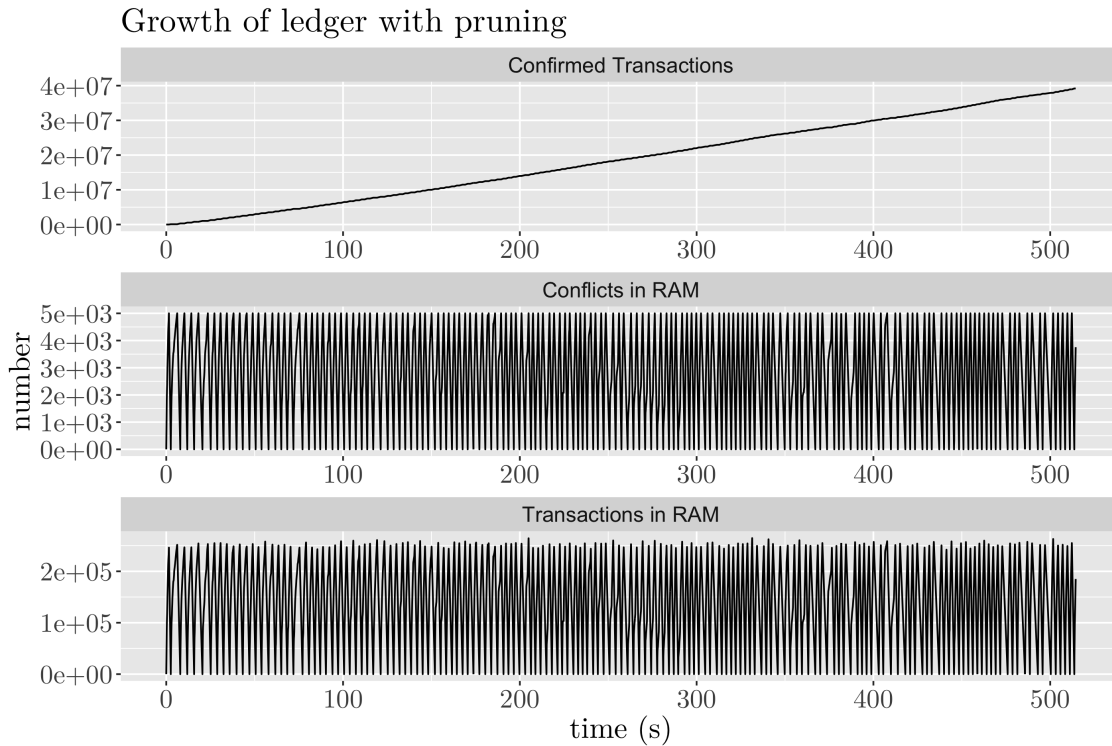 Growth of ledger with pruning
Confirmed Transactions
4e+07
3e+07
2e+07
1e+07
0e+00
0 100 200 300 400 500
Conflicts in RAM
number
5e+03
4e+03
3e+03
2e+03
1e+03
0e+00
0 100 200 300 400 500
Transactions in RAM
2e+05
1e+05
0e+00
0 100 200 300 400 500
time (s)